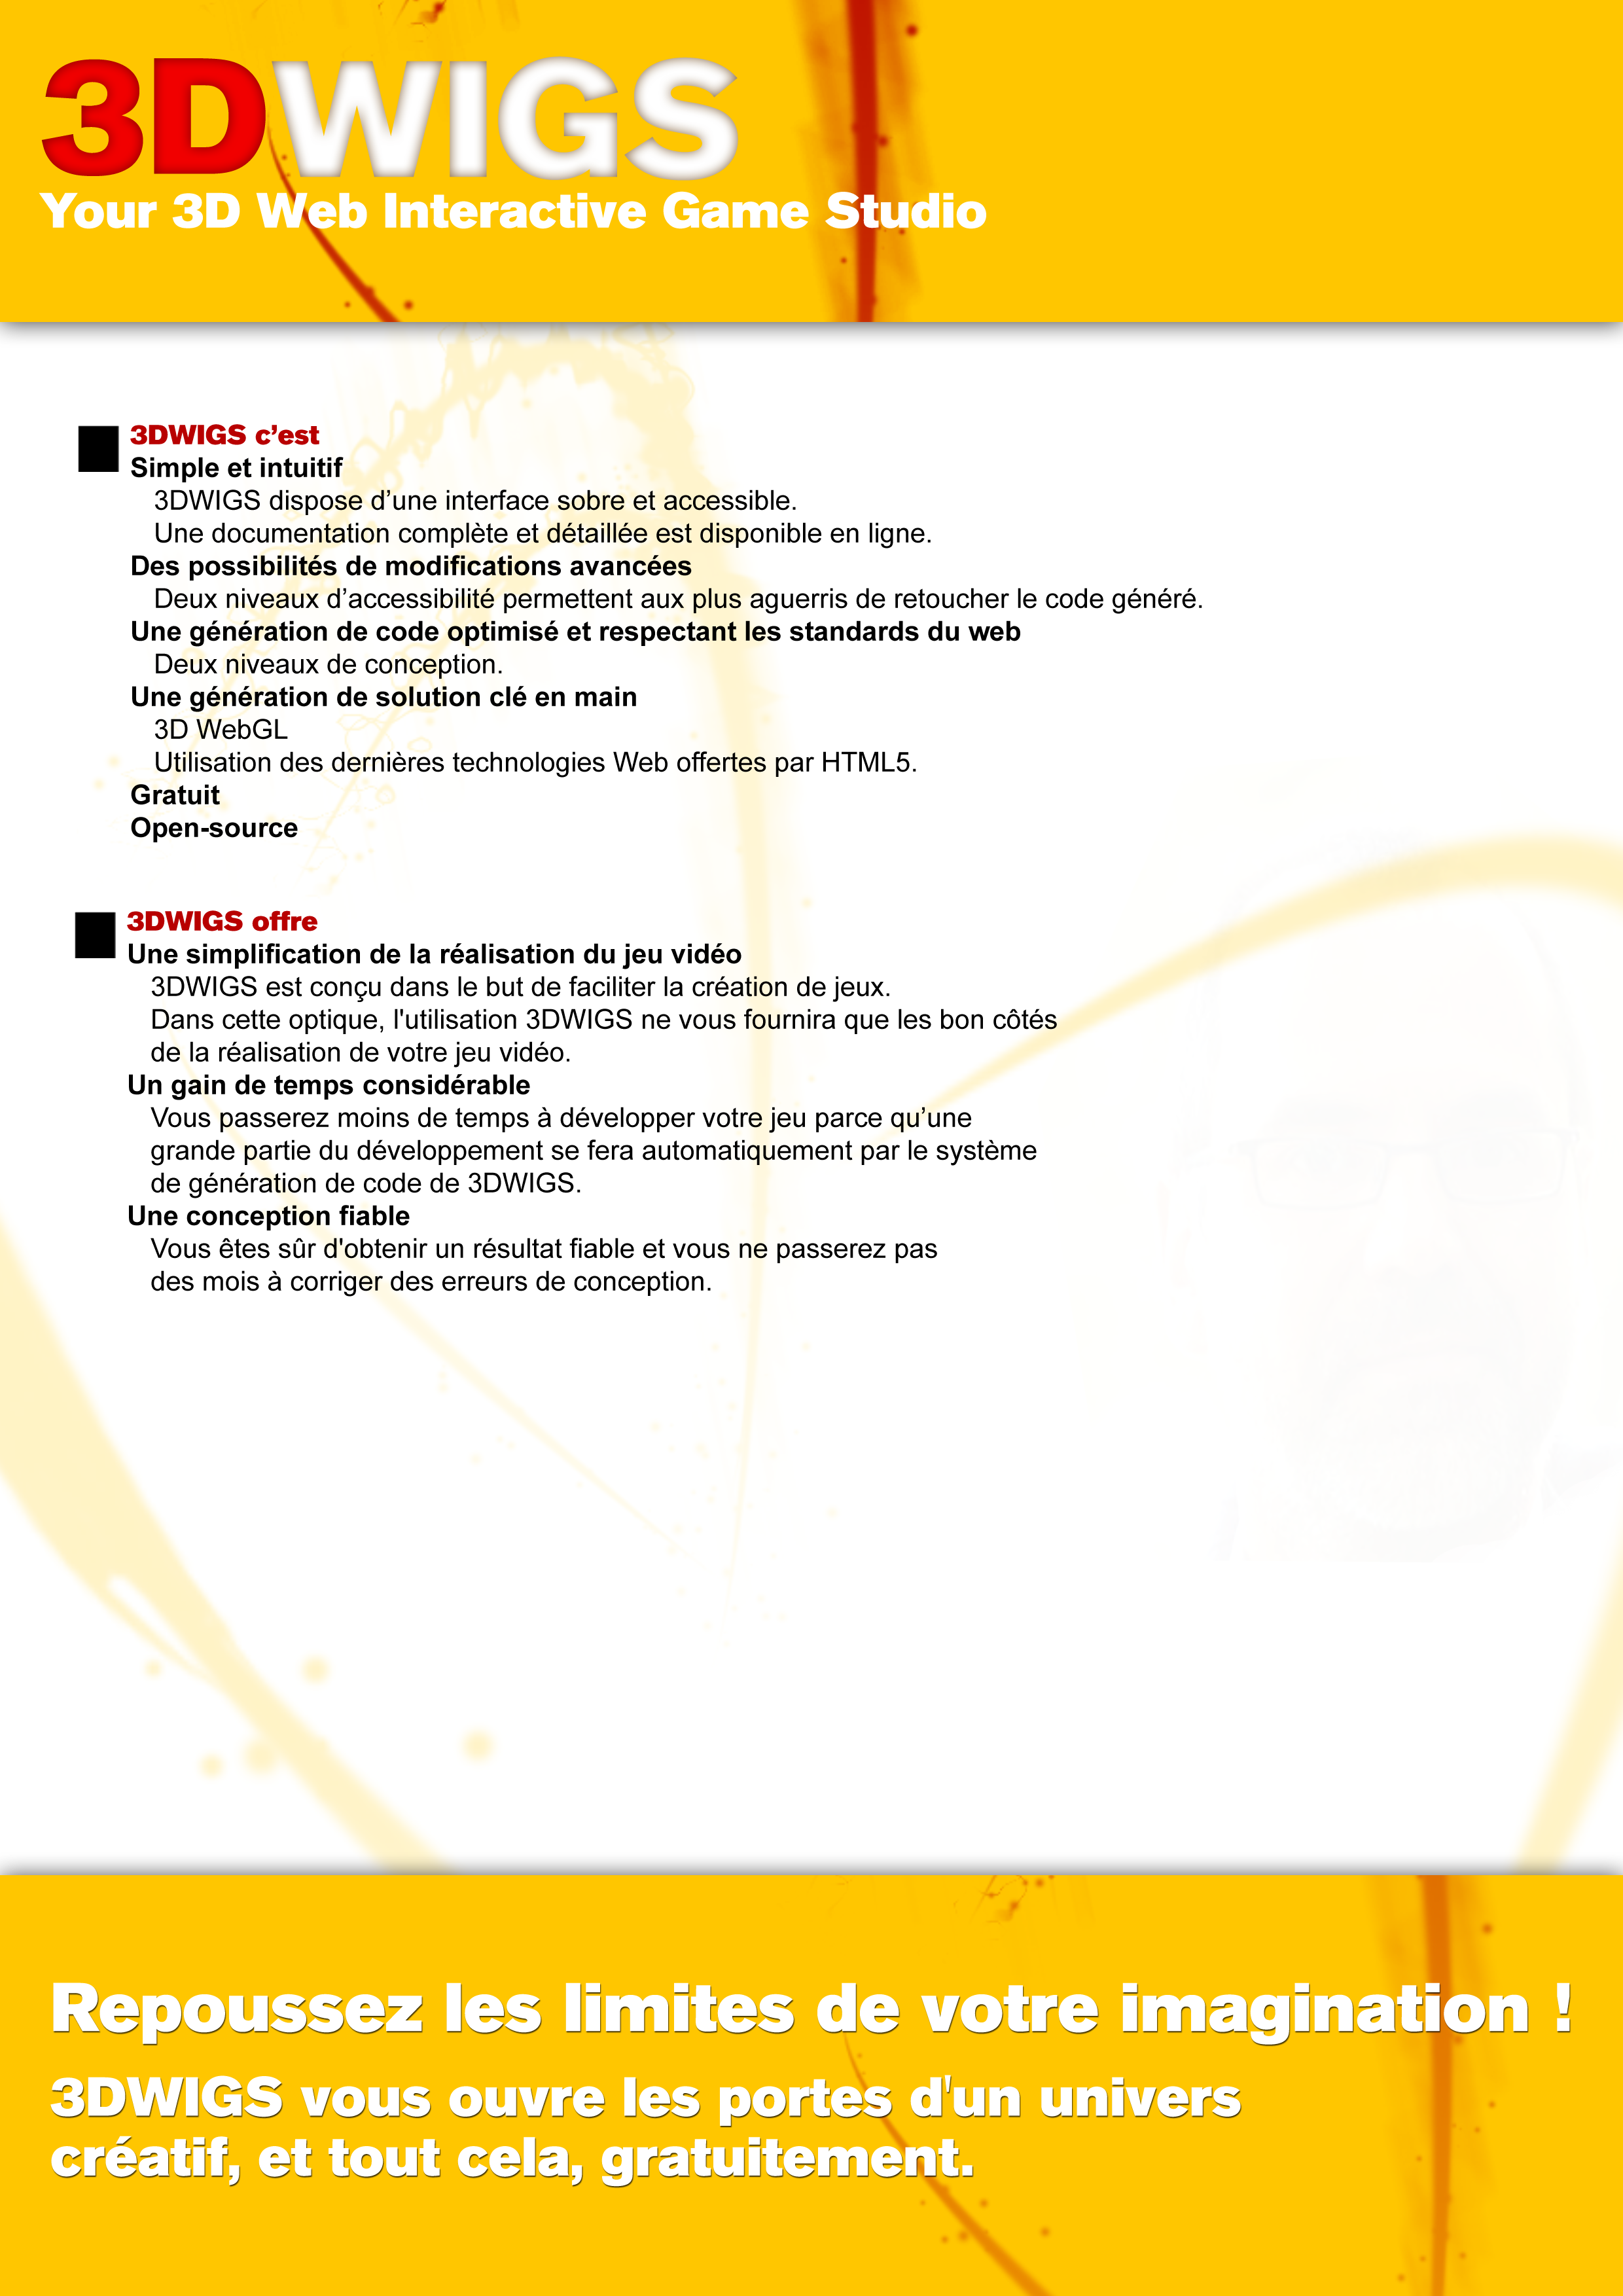 3DWIGS
Your 3D Web Interactive Game Studio
3DWIGS c’est
Simple et intuitif
3DWIGS dispose d’une interface sobre et accessible.
Une documentation complète et détaillée est disponible en ligne.
Des possibilités de modifications avancées
Deux niveaux d’accessibilité permettent aux plus aguerris de retoucher le code généré.
Une génération de code optimisé et respectant les standards du web
Deux niveaux de conception.
Une génération de solution clé en main
3D WebGL
Utilisation des dernières technologies Web offertes par HTML5.
Gratuit
Open-source
3DWIGS offre
Une simplification de la réalisation du jeu vidéo
3DWIGS est conçu dans le but de faciliter la création de jeux.
Dans cette optique, l'utilisation 3DWIGS ne vous fournira que les bon côtés
de la réalisation de votre jeu vidéo.
Un gain de temps considérable
Vous passerez moins de temps à développer votre jeu parce qu’une
grande partie du développement se fera automatiquement par le système
de génération de code de 3DWIGS.
Une conception fiable
Vous êtes sûr d'obtenir un résultat fiable et vous ne passerez pas
des mois à corriger des erreurs de conception.
Repoussez les limites de votre imagination !
3DWIGS vous ouvre les portes d'un univers
créatif, et tout cela, gratuitement.